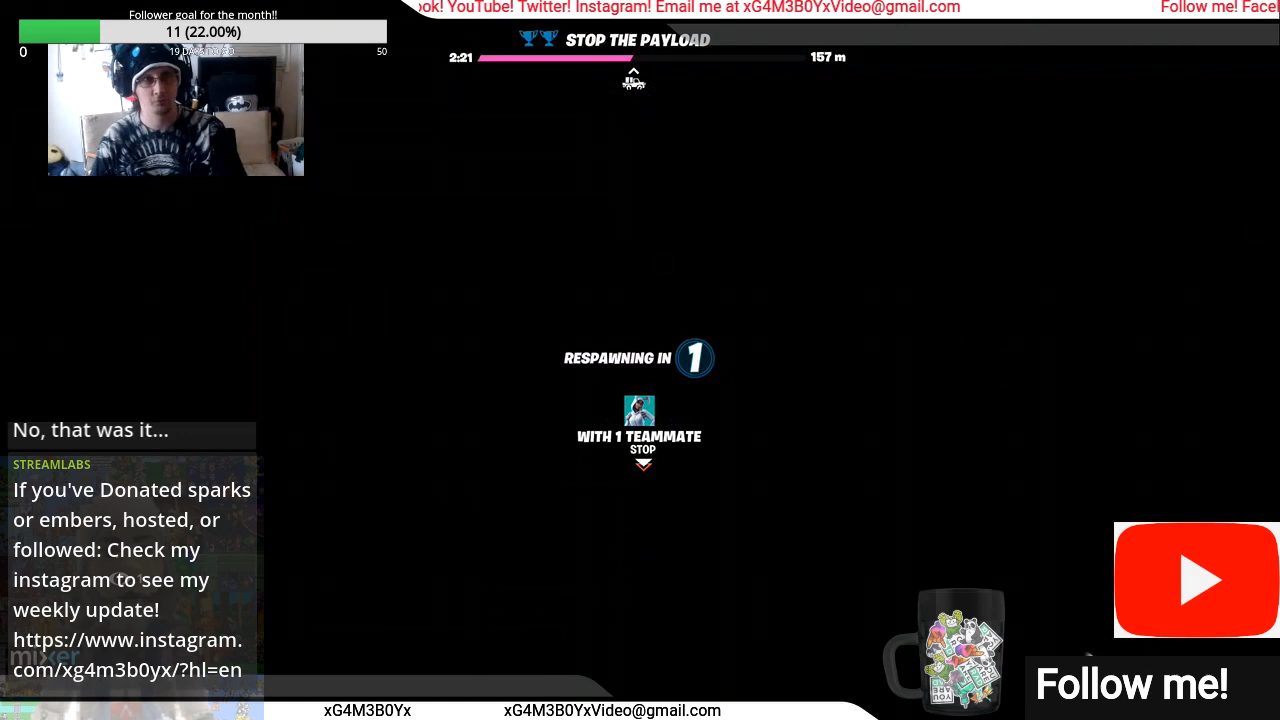 Follower goal for the month!!
11 (22.00%)
0
50
ok! YouTube! Twitter! Instagram! Email me at xG4M3B0YxVideo@gmail.com
Follow me! Facel
STOP THE PAYLOAD
2:21
157 m
RESPAWNING IN 1
WITH 1 TEAMMATE
STOP
No, that was it...
STREAMLABS
If you've Donated sparks
or embers, hosted, or
followed: Check my
instagram to see my
weekly update!
https://www.instagram.
com/xg4m3b0yx/?hl=en
mixer
Follow me!
xG4M3B0Yx
xG4M3B0YxVideo@gmail.com